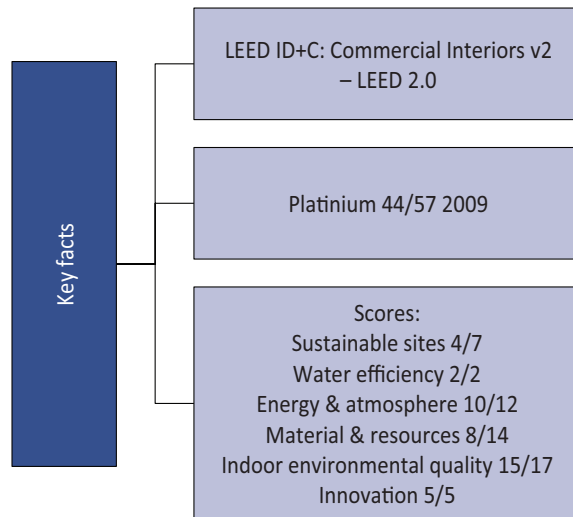 Key facts
LEED ID+C: Commercial Interiors v2
– LEED 2.0
Platinium 44/57 2009
Scores:
Sustainable sites 4/7
Water efficiency 2/2
Energy & atmosphere 10/12
Material & resources 8/14
Indoor environmental quality 15/17
Innovation 5/5